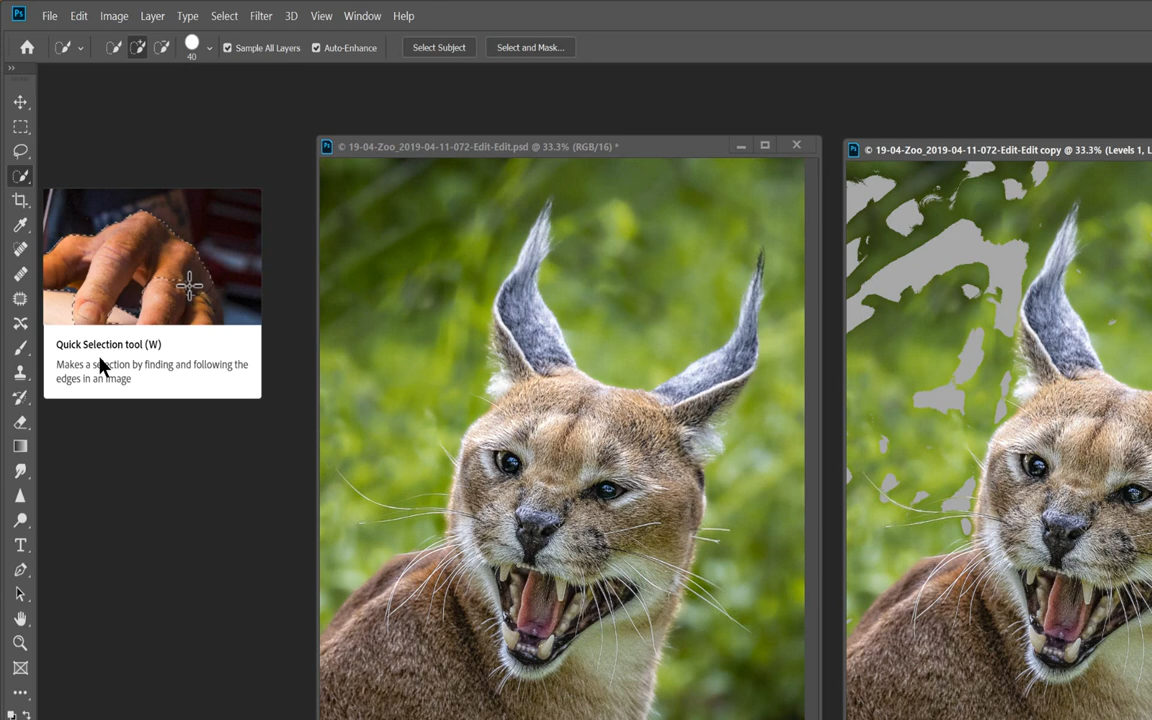 Ps File Edit Image Layer Type Select Filter 3D View Window Help
40 Sample All Layers Auto-Enhance Select Subject Select and Mask...
Ps © 19-04-Zoo_2019-04-11-072-Edit-Edit.psd @ 33.3% (RGB/16) *
Ps © 19-04-Zoo_2019-04-11-072-Edit-Edit copy @ 33.3% (Levels 1, L
Quick Selection tool (W)
Makes a selection by finding and following the
edges in an image